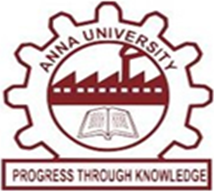 ANNA UNIVERSITY
PROGRESS THROUGH KNOWLEDGE